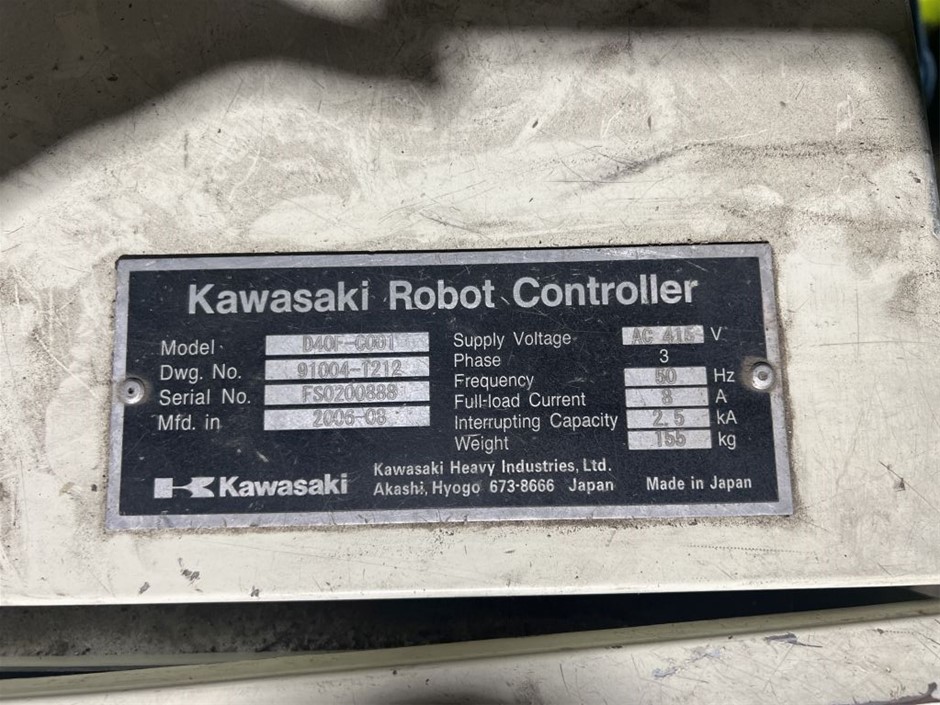 Kawasaki Robot Controller
Model D40F-C001
Dwg. No. 91004-T212
Serial No. FS0200888
Mfd. in 2006-08
Supply Voltage AC 415 V
Phase 3
Frequency 50 Hz
Full-load Current 8 A
Interrupting Capacity 2.5 kA
Weight 155 kg
Kawasaki
Kawasaki Heavy Industries, Ltd.
Akashi, Hyogo 673-8666 Japan
Made in Japan